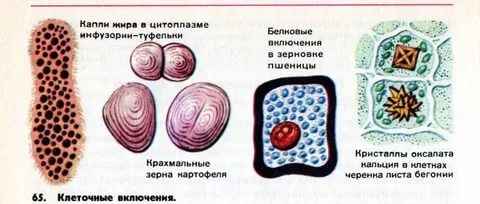 Капли жира в цитоплазме
инфузории-туфельки
Белковые
включения
в зерновке
пшеницы
Крахмальные
зерна картофеля
Кристаллы оксалата
кальция в клетках
черенка листа бегонии
65. Клеточные включения.